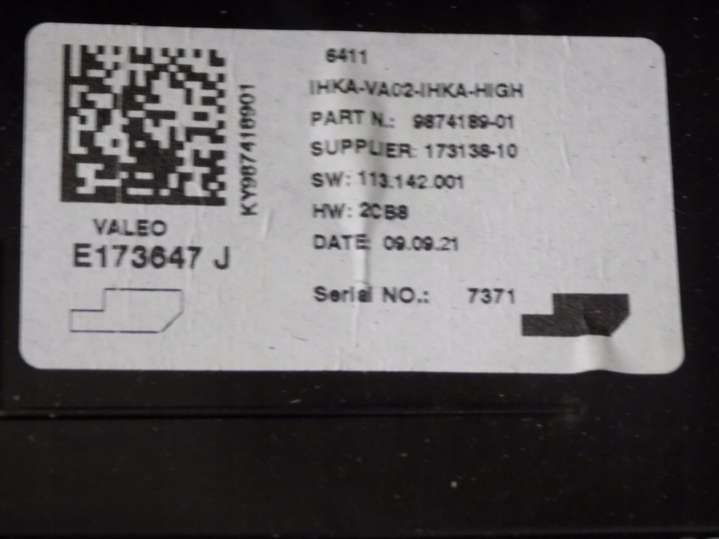 6411
IHKA-VA02-IHKA-HIGH
PART N.: 9874189-01
SUPPLIER: 173138-10
SW: 113.142.001
HW: 2CB8
DATE: 09.09.21
Serial NO.: 7371
KY987418901
VALEO
E173647 J